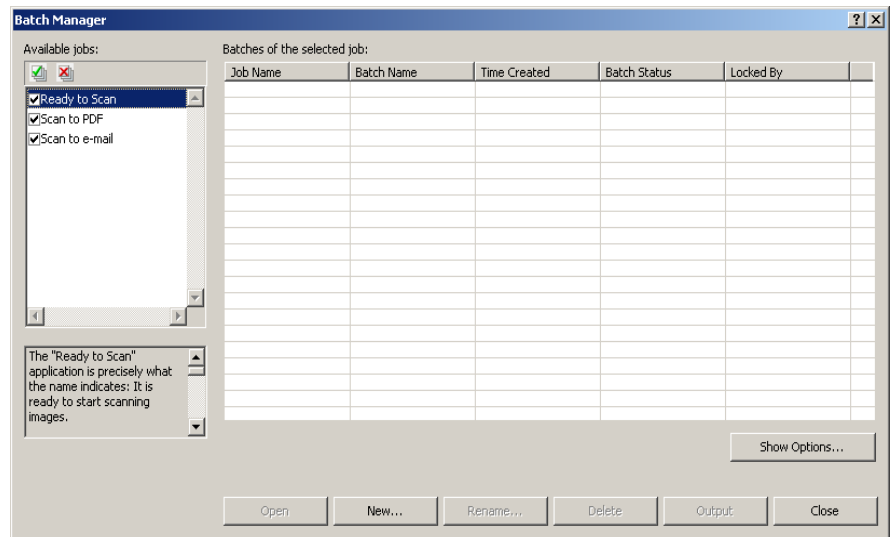 Batch Manager
Available jobs:
Batches of the selected job:
Job Name Batch Name Time Created Batch Status Locked By
Ready to Scan
Scan to PDF
Scan to e-mail
The "Ready to Scan"
application is precisely what
the name indicates: It is
ready to start scanning
images.
Show Options...
Open New... Rename... Delete Output Close